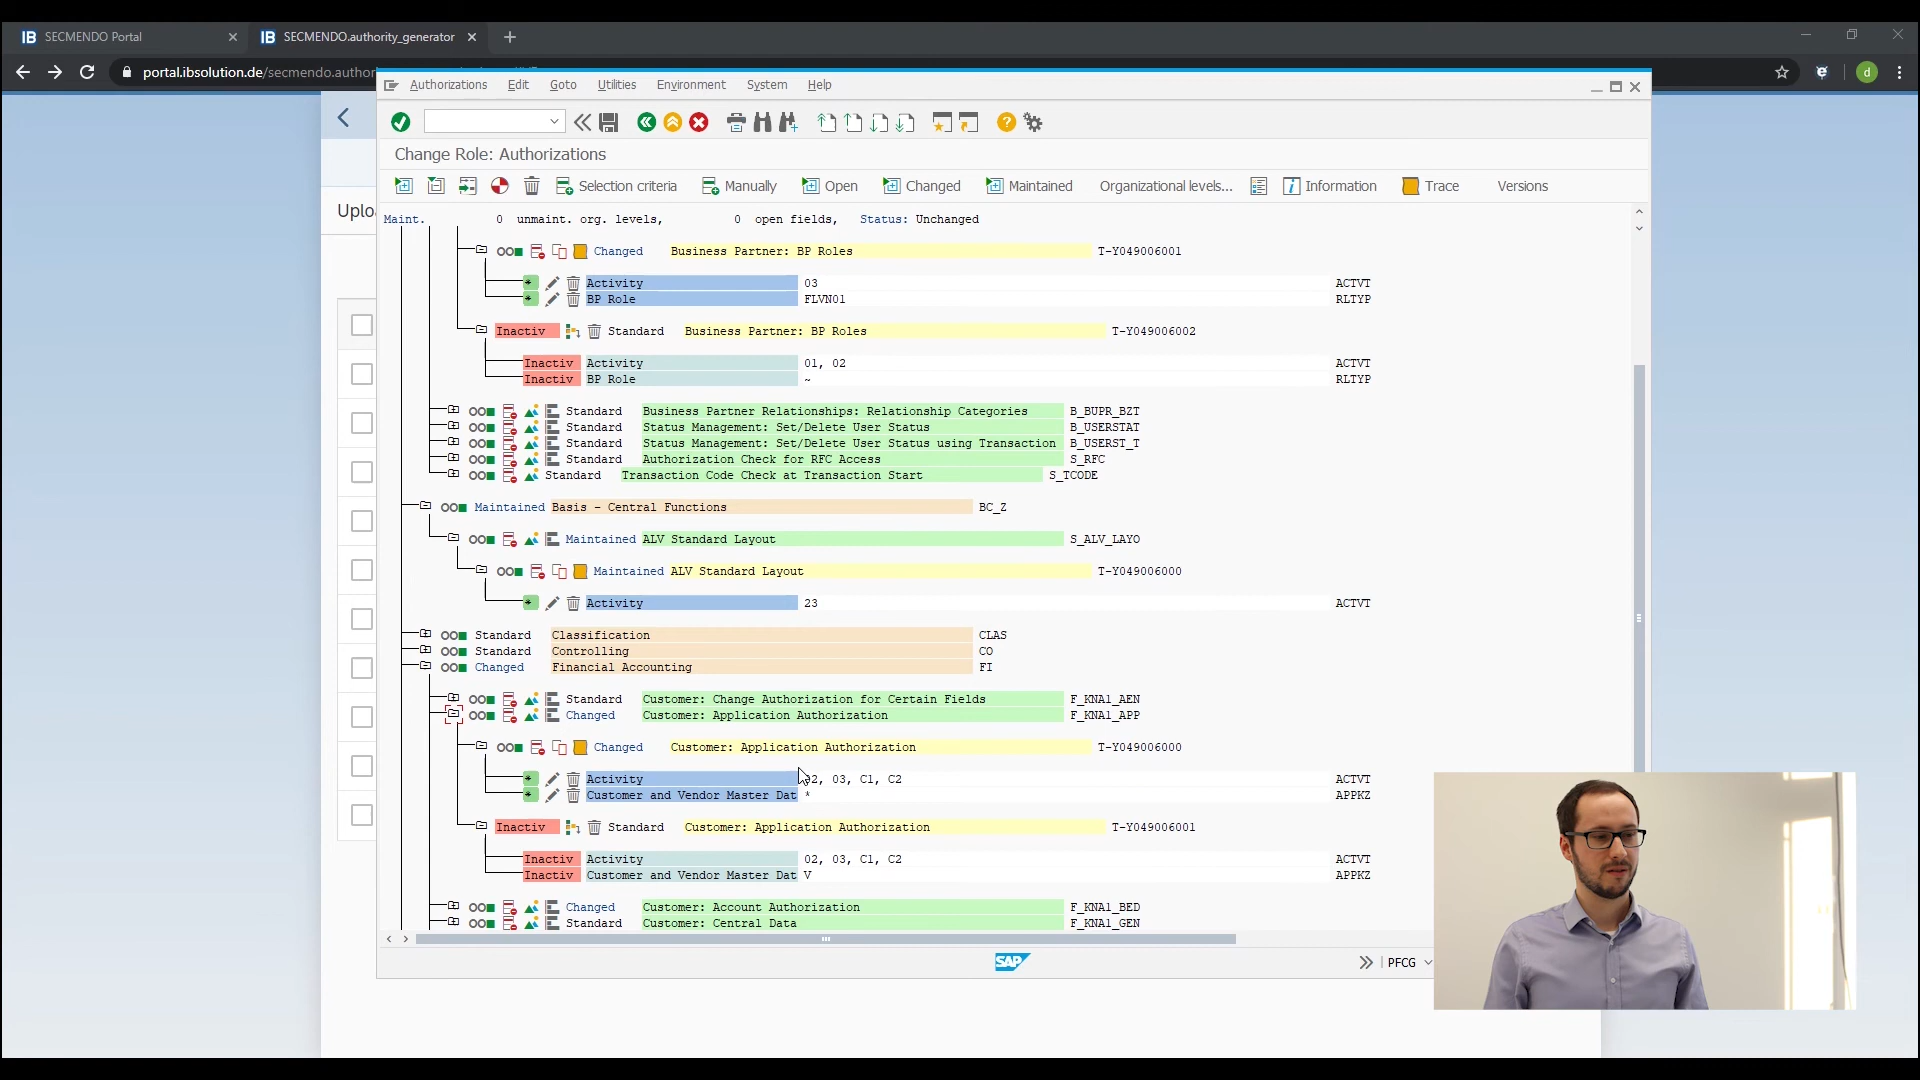 SECMENDO Portal
SECMENDO.authority_generator
portal.ibsolution.de/secmendo.author
d
Authorizations Edit Goto Utilities Environment System Help
Change Role: Authorizations
Selection criteria Manually Open Changed Maintained Organizational levels... Information Trace Versions
Uplo
Maint. 0 unmaint. org. levels, 0 open fields, Status: Unchanged
Changed Business Partner: BP Roles T-Y049006001
Activity 03 ACTVT
BP Role FLVN01 RLTYP
Inactiv Standard Business Partner: BP Roles T-Y049006002
Inactiv Activity 01, 02 ACTVT
Inactiv BP Role ~ RLTYP
Standard Business Partner Relationships: Relationship Categories B_BUPR_BZT
Standard Status Management: Set/Delete User Status B_USERSTAT
Standard Status Management: Set/Delete User Status using Transaction B_USERST_T
Standard Authorization Check for RFC Access S_RFC
Standard Transaction Code Check at Transaction Start S_TCODE
Maintained Basis - Central Functions BC_Z
Maintained ALV Standard Layout S_ALV_LAYO
Maintained ALV Standard Layout T-Y049006000
Activity 23 ACTVT
Standard Classification CLAS
Standard Controlling CO
Changed Financial Accounting FI
Standard Customer: Change Authorization for Certain Fields F_KNA1_AEN
Changed Customer: Application Authorization F_KNA1_APP
Changed Customer: Application Authorization T-Y049006000
Activity 02, 03, C1, C2 ACTVT
Customer and Vendor Master Dat * APPKZ
Inactiv Standard Customer: Application Authorization T-Y049006001
Inactiv Activity 02, 03, C1, C2 ACTVT
Inactiv Customer and Vendor Master Dat V APPKZ
Changed Customer: Account Authorization F_KNA1_BED
Standard Customer: Central Data F_KNA1_GEN
SAP PFCG